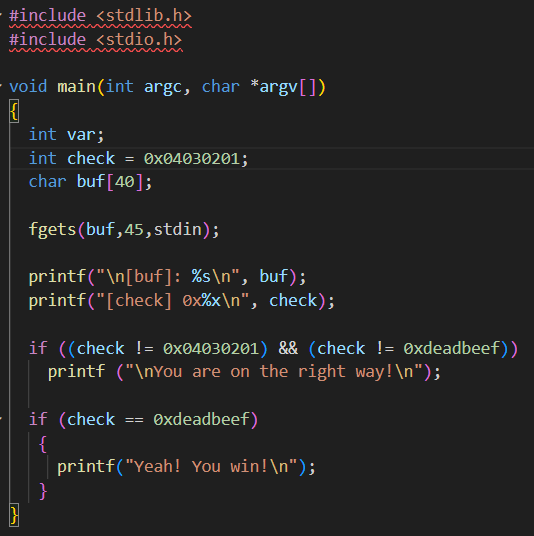 #include <stdlib.h>
#include <stdio.h>
void main(int argc, char *argv[])
{
int var;
int check = 0x04030201;
char buf[40];
fgets(buf,45,stdin);
printf("\n[buf]: %s\n", buf);
printf("[check] 0x%x\n", check);
if ((check != 0x04030201) && (check != 0xdeadbeef))
printf ("\nYou are on the right way!\n");
if (check == 0xdeadbeef)
{
printf("Yeah! You win!\n");
}
}